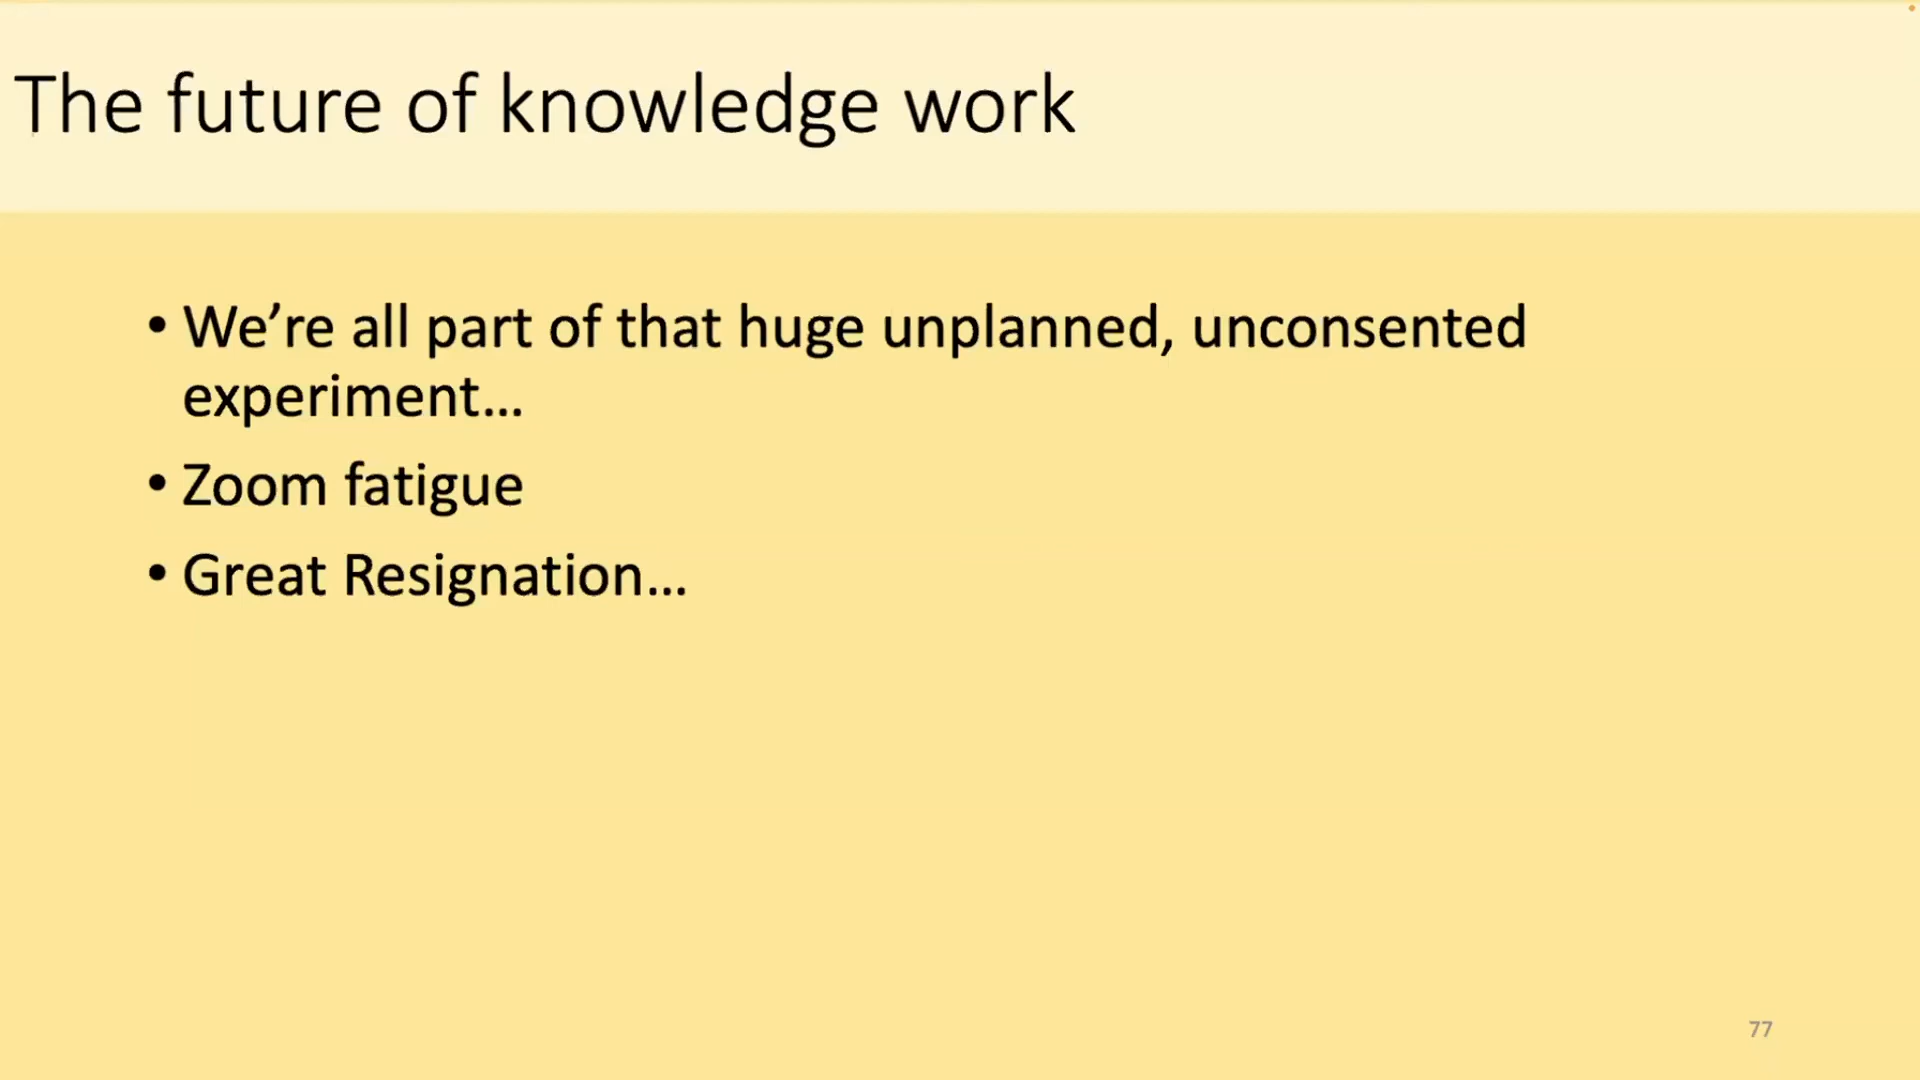 The future of knowledge work
• We’re all part of that huge unplanned, unconsented
experiment…
• Zoom fatigue
• Great Resignation…
77